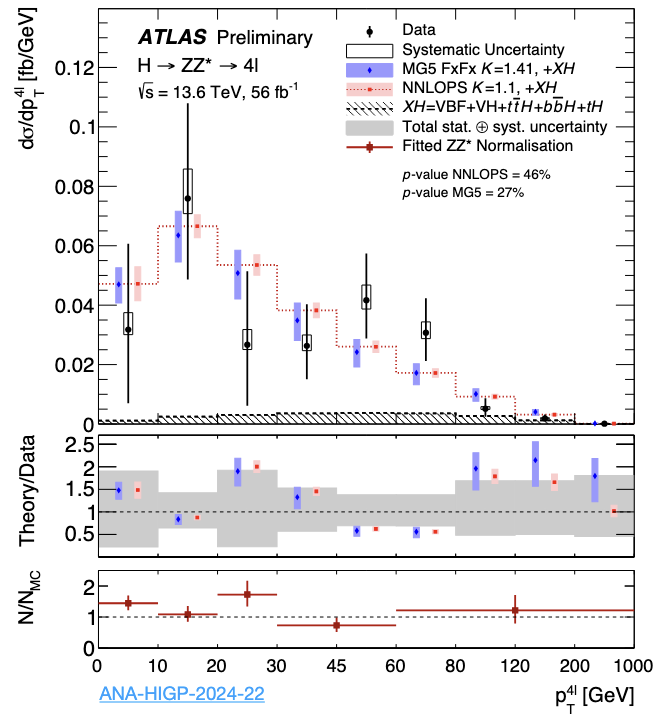 ATLAS Preliminary
H → ZZ* → 4l
√s = 13.6 TeV, 56 fb⁻¹
Data
Systematic Uncertainty
MG5 FxFx K=1.41, +XH
NNLOPS K=1.1, +XH
XH=VBF+VH+tt̅H+bb̅H+tH
Total stat. ⊕ syst. uncertainty
Fitted ZZ* Normalisation
p-value NNLOPS = 46%
p-value MG5 = 27%
dσ/dp_T^4l [fb/GeV]
0.12
0.1
0.08
0.06
0.04
0.02
0
Theory/Data
2.5
2
1.5
1
0.5
N/N_MC
2
1
0
0 10 20 30 45 60 80 120 200 1000
p_T^4l [GeV]
ANA-HIGP-2024-22